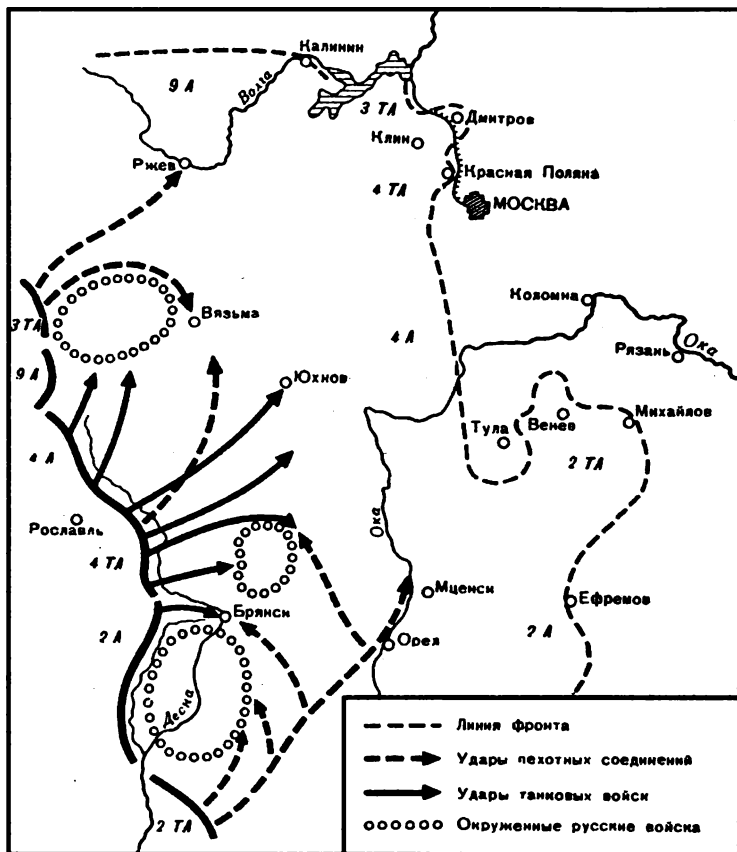 Калинин
9 А
Волга
3 ТА
Дмитров
Клин
Ржев
Красная Поляна
4 ТА
МОСКВА
Коломна
3 ТА
Вязьма
Ока
4 А
Рязань
9 А
Юхнов
Михайлов
Тула
Венев
4 А
2 ТА
Рославль
Ока
4 ТА
Мценск
Брянск
Ефремов
2 А
Орел
2 А
Десна
2 ТА
Линия фронта
Удары пехотных соединений
Удары танковых войск
Окруженные русские войска